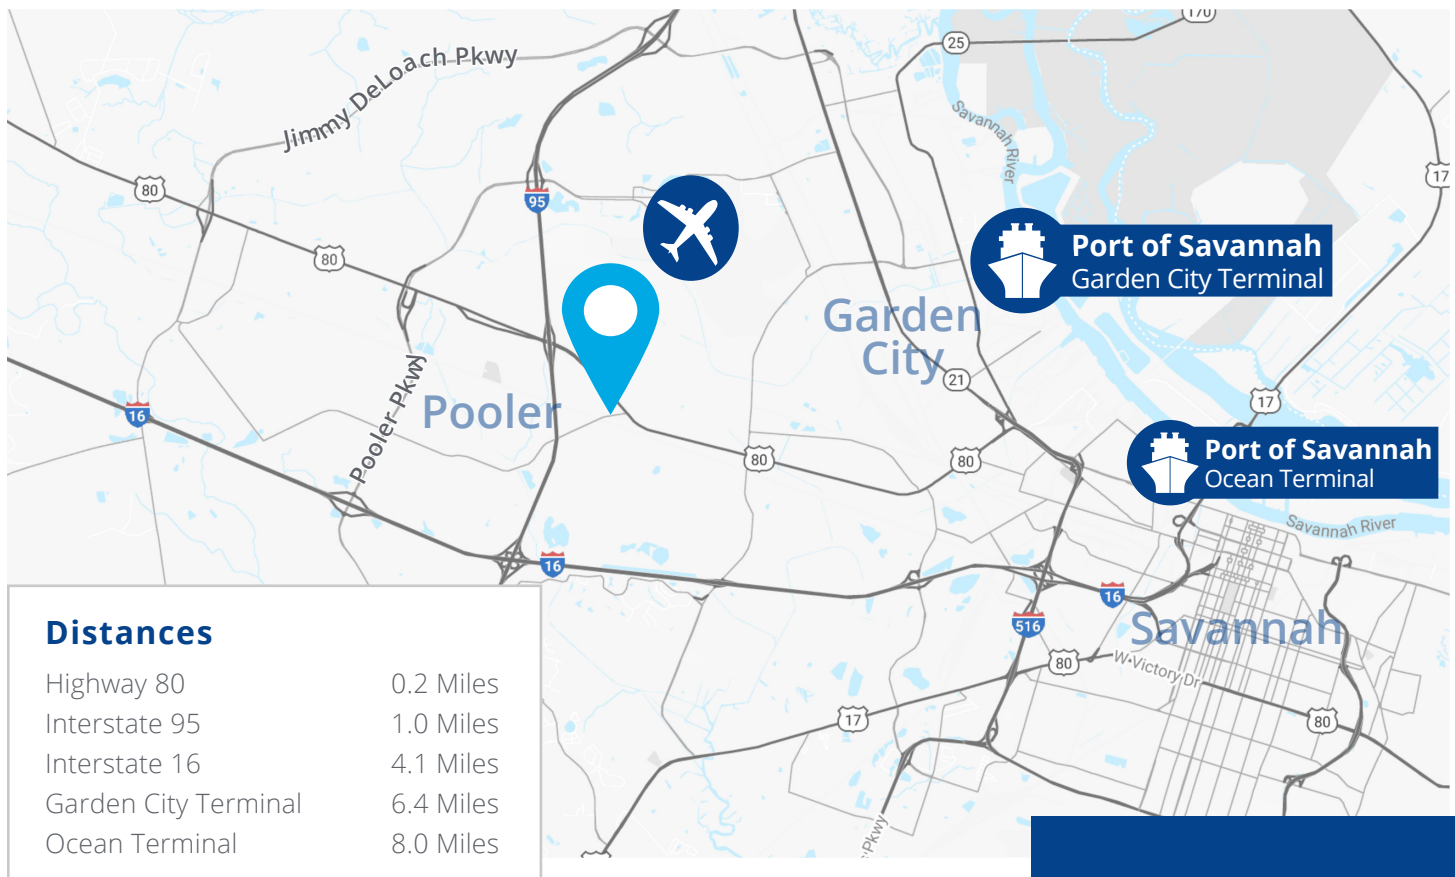 170
25
Jimmy DeLoach Pkwy
Savannah River
80
95
17
80
Port of Savannah
Garden City Terminal
Garden
City
21
Pooler Pkwy
Pooler
16
17
80
80
Port of Savannah
Ocean Terminal
Savannah River
16
16
516
Savannah
80
W Victory Dr
17
80
Pkwy
Distances
Highway 80 0.2 Miles
Interstate 95 1.0 Miles
Interstate 16 4.1 Miles
Garden City Terminal 6.4 Miles
Ocean Terminal 8.0 Miles